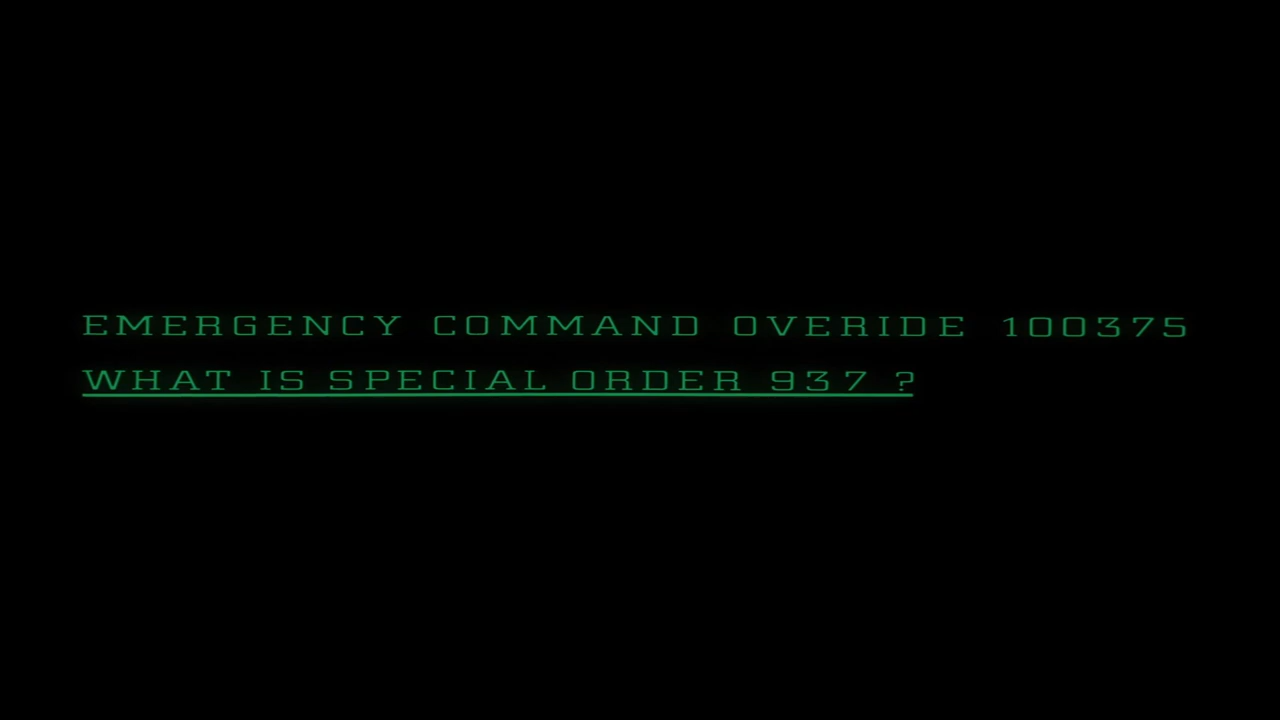 EMERGENCY COMMAND OVERIDE 100375
WHAT IS SPECIAL ORDER 937 ?